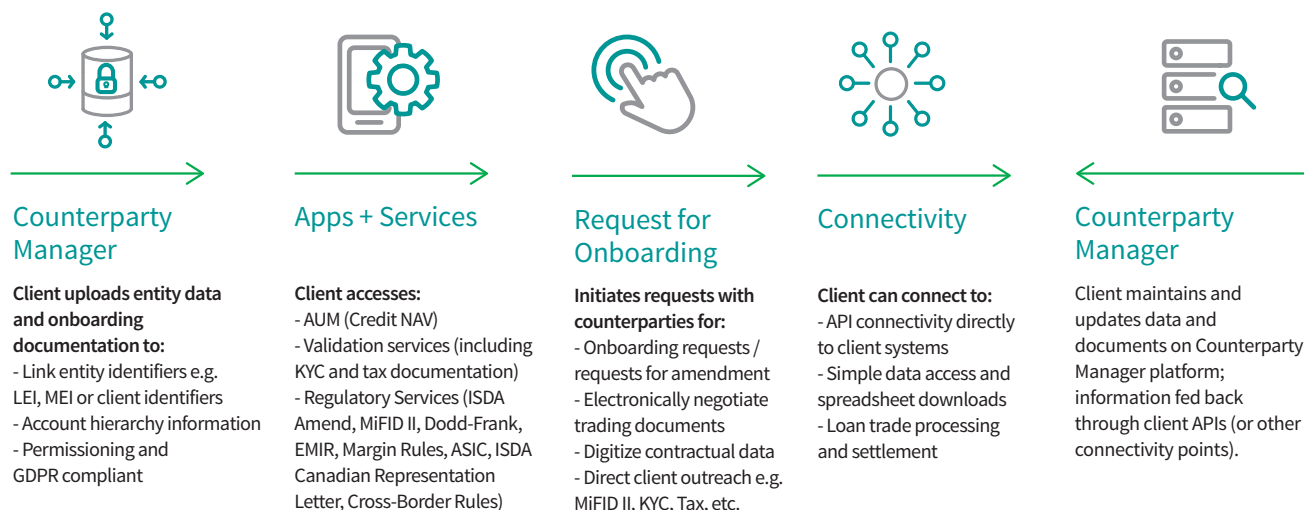 Counterparty
Manager
Client uploads entity data
and onboarding
documentation to:
- Link entity identifiers e.g.
LEI, MEI or client identifiers
- Account hierarchy information
- Permissioning and
GDPR compliant
Apps + Services
Client accesses:
- AUM (Credit NAV)
- Validation services (including
KYC and tax documentation)
- Regulatory Services (ISDA
Amend, MiFID II, Dodd-Frank,
EMIR, Margin Rules, ASIC, ISDA
Canadian Representation
Letter, Cross-Border Rules)
Request for
Onboarding
Initiates requests with
counterparties for:
- Onboarding requests /
requests for amendment
- Electronically negotiate
trading documents
- Digitize contractual data
- Direct client outreach e.g.
MiFID II, KYC, Tax, etc.
Connectivity
Client can connect to:
- API connectivity directly
to client systems
- Simple data access and
spreadsheet downloads
- Loan trade processing
and settlement
Counterparty
Manager
Client maintains and
updates data and
documents on Counterparty
Manager platform;
information fed back
through client APIs (or other
connectivity points).